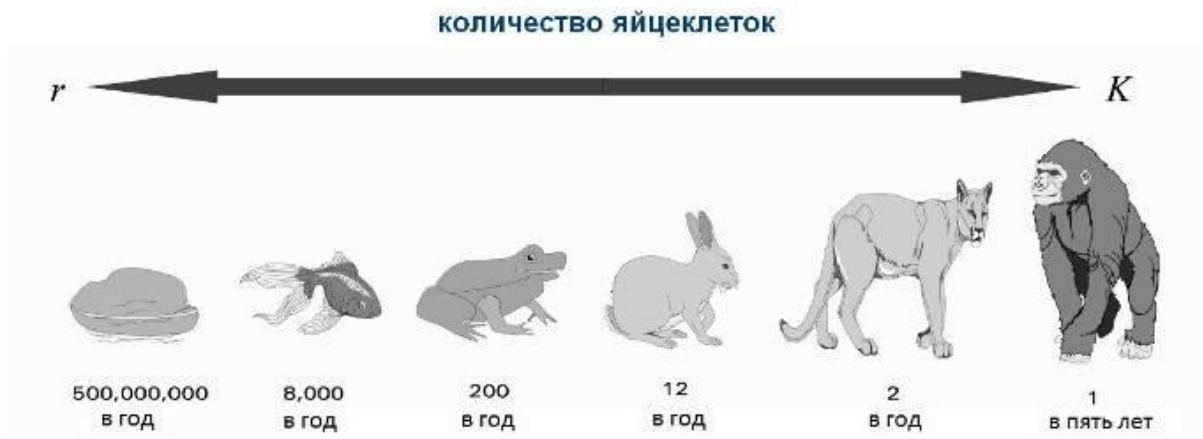 количество яйцеклеток
r K
500,000,000 8,000 200 12 2 1
в год в год в год в год в год в пять лет